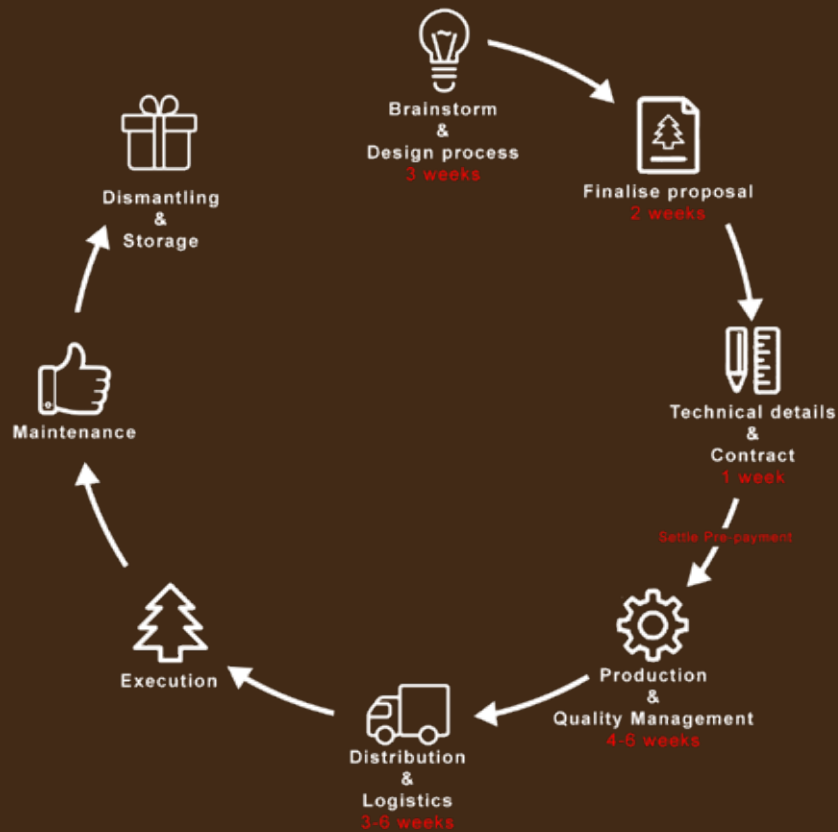 Brainstorm
&
Design process
3 weeks
Finalise proposal
2 weeks
Technical details
&
Contract
1 week
Settle Pre-payment
Production
&
Quality Management
4-6 weeks
Distribution
&
Logistics
3-6 weeks
Execution
Maintenance
Dismantling
&
Storage